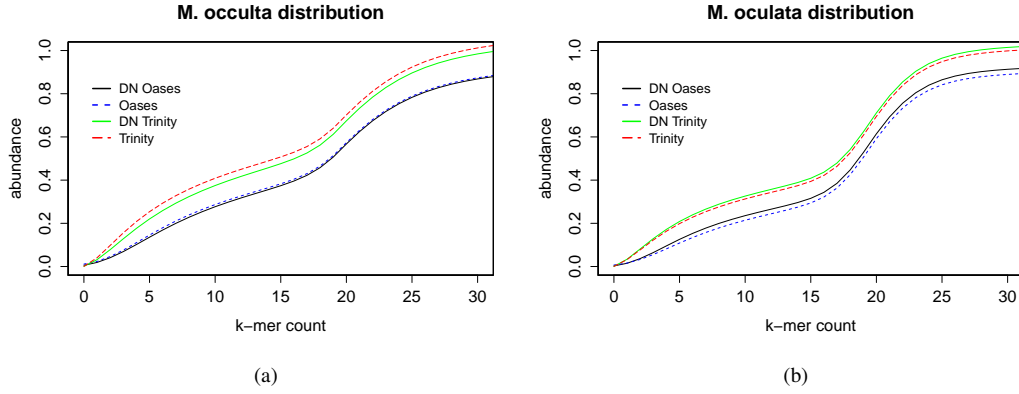 M. occulta distribution
abundance
0.0 0.2 0.4 0.6 0.8 1.0
DN Oases
Oases
DN Trinity
Trinity
0 5 10 15 20 25 30
k−mer count
(a)
M. oculata distribution
abundance
0.0 0.2 0.4 0.6 0.8 1.0
DN Oases
Oases
DN Trinity
Trinity
0 5 10 15 20 25 30
k−mer count
(b)